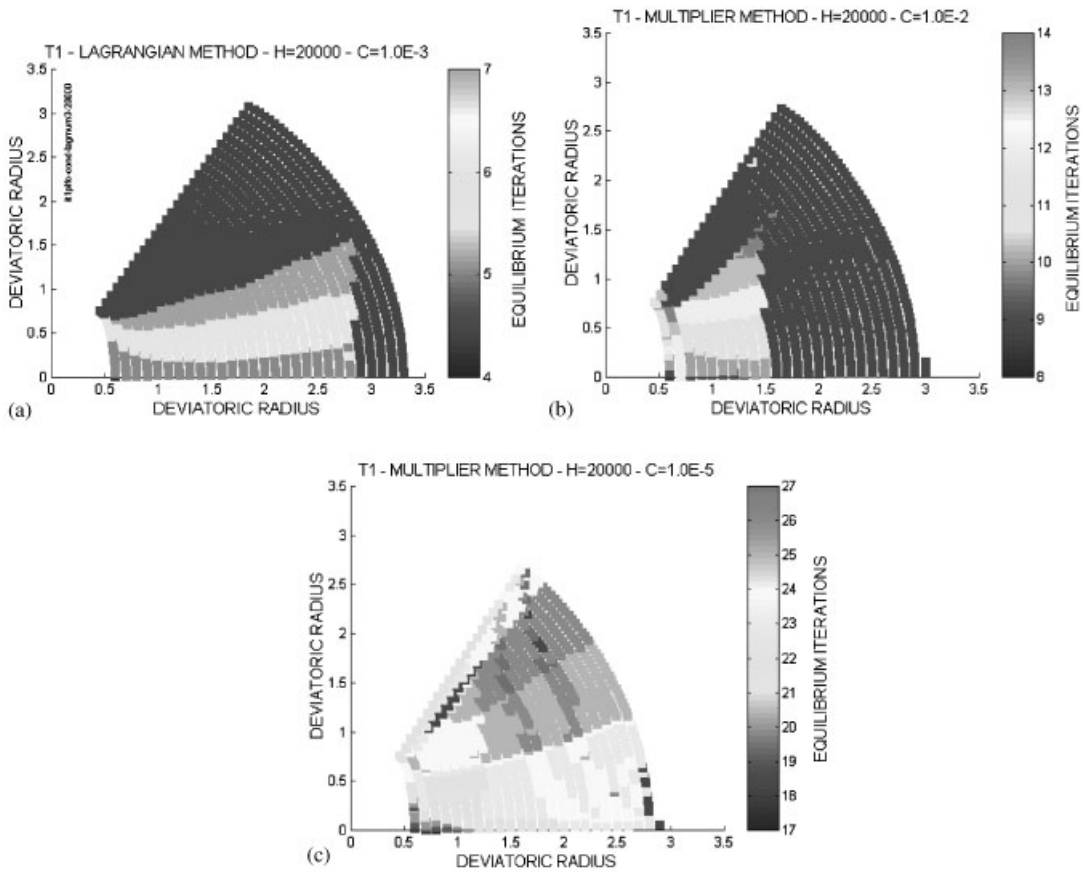 T1 - LAGRANGIAN METHOD - H=20000 - C=1.0E-3
3.5
3
2.5
2
1.5
1
0.5
0
DEVIATORIC RADIUS
0 0.5 1 1.5 2 2.5 3 3.5
DEVIATORIC RADIUS
7
6
5
4
EQUILIBRIUM ITERATIONS
(a)
T1 - MULTIPLIER METHOD - H=20000 - C=1.0E-2
3.5
3
2.5
2
1.5
1
0.5
0
DEVIATORIC RADIUS
0 0.5 1 1.5 2 2.5 3 3.5
DEVIATORIC RADIUS
14
13
12
11
10
9
8
EQUILIBRIUM ITERATIONS
(b)
T1 - MULTIPLIER METHOD - H=20000 - C=1.0E-5
3.5
3
2.5
2
1.5
1
0.5
0
DEVIATORIC RADIUS
0 0.5 1 1.5 2 2.5 3 3.5
DEVIATORIC RADIUS
27
26
25
24
23
22
21
20
19
18
17
EQUILIBRIUM ITERATIONS
(c)